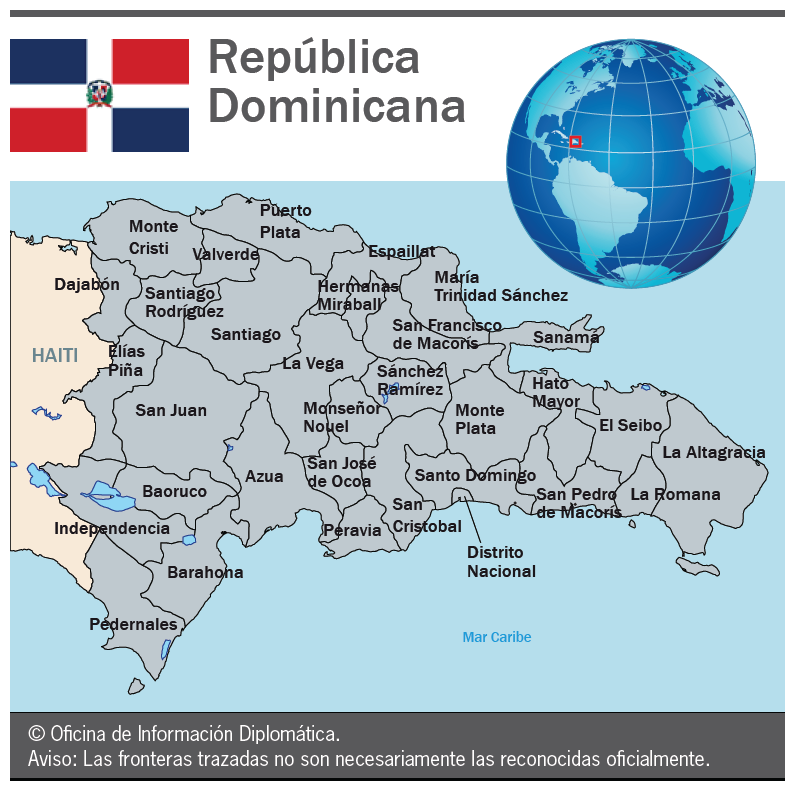 República
Dominicana
Puerto
Plata
Monte
Cristi
Valverde
Espaillat
Dajabón
Santiago
Rodríguez
Hermanas
Miraball
María
Trinidad Sánchez
Santiago
San Francisco
de Macorís
Sanamá
HAITI
Elías
Piña
La Vega
Sánchez
Ramírez
Hato
Mayor
San Juan
Monseñor
Nouel
Monte
Plata
El Seibo
La Altagracia
Baoruco
Azua
San José
de Ocoa
Santo Domingo
San Pedro
de Macoris
La Romana
Independencia
Peravia
San
Cristobal
Distrito
Nacional
Barahona
Pedernales
Mar Caribe
© Oficina de Información Diplomática.
Aviso: Las fronteras trazadas no son necesariamente las reconocidas oficialmente.